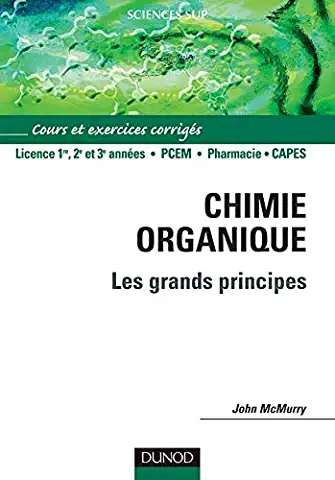 SCIENCES SUP
Cours et exercices corrigés
Licence 1re, 2e et 3e années • PCEM • Pharmacie • CAPES
CHIMIE
ORGANIQUE
Les grands principes
John McMurry
DUNOD